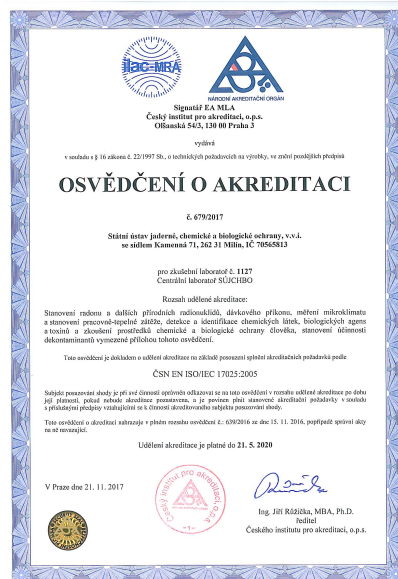 ilac-MRA
NÁRODNÍ AKREDITAČNÍ ORGÁN
Signatář EA MLA
Český institut pro akreditaci, o.p.s.
Olšanská 54/3, 130 00 Praha 3
vydává
v souladu s § 16 zákona č. 22/1997 Sb., o technických požadavcích na výrobky, ve znění pozdějších předpisů
OSVĚDČENÍ O AKREDITACI
č. 679/2017
Státní ústav jaderné, chemické a biologické ochrany, v.v.i.
se sídlem Kamenná 71, 262 31 Milín, IČ 70565813
pro zkušební laboratoř č. 1127
Centrální laboratoř SÚJCHBO
Rozsah udělené akreditace:
Stanovení radonu a dalších přírodních radionuklidů, dávkového příkonu, měření mikroklimatu
a stanovení pracovně-tepelné zátěže, detekce a identifikace chemických látek, biologických agens
a toxinů a zkoušení prostředků chemické a biologické ochrany člověka, stanovení účinnosti
dekontaminantů vymezené přílohou tohoto osvědčení.
Toto osvědčení je dokladem o udělení akreditace na základě posouzení splnění akreditačních požadavků podle
ČSN EN ISO/IEC 17025:2005
Subjekt posuzování shody je při své činnosti oprávněn odkazovat se na toto osvědčení v rozsahu udělené akreditace po dobu
její platnosti, pokud nebude akreditace pozastavena, a je povinen plnit stanovené akreditační požadavky v souladu
s příslušnými předpisy vztahujícími se k činnosti akreditovaného subjektu posuzování shody.
Toto osvědčení o akreditaci nahrazuje v plném rozsahu osvědčení č.: 639/2016 ze dne 15. 11. 2016, popřípadě správní akty
na ně navazující.
Udělení akreditace je platné do 21. 5. 2020
V Praze dne 21. 11. 2017
Český institut pro akreditaci, o.p.s.
-1-
Ing. Jiří Růžička, MBA, Ph.D.
ředitel
Českého institutu pro akreditaci, o.p.s.